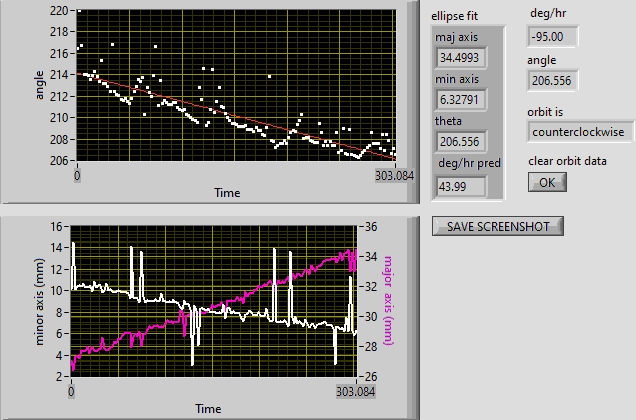 220
218
216
214
212
210
208
206
angle
0
303.084
Time
ellipse fit
maj axis
34.4993
min axis
6.32791
theta
206.556
deg/hr pred
43.99
deg/hr
-95.00
angle
206.556
orbit is
counterclockwise
clear orbit data
OK
SAVE SCREENSHOT
16
14
12
10
8
6
4
2
minor axis (mm)
36
34
32
30
28
26
major axis (mm)
0
303.084
Time